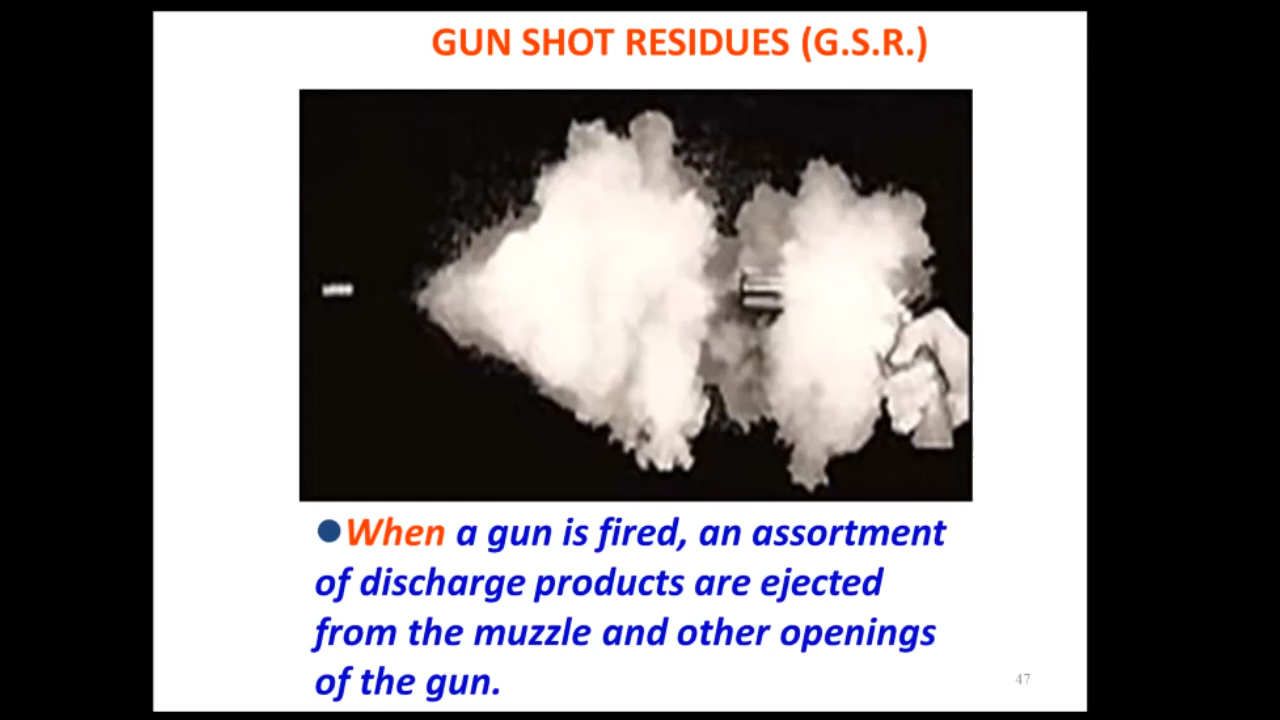 GUN SHOT RESIDUES (G.S.R.)
When a gun is fired, an assortment
of discharge products are ejected
from the muzzle and other openings
of the gun.
47